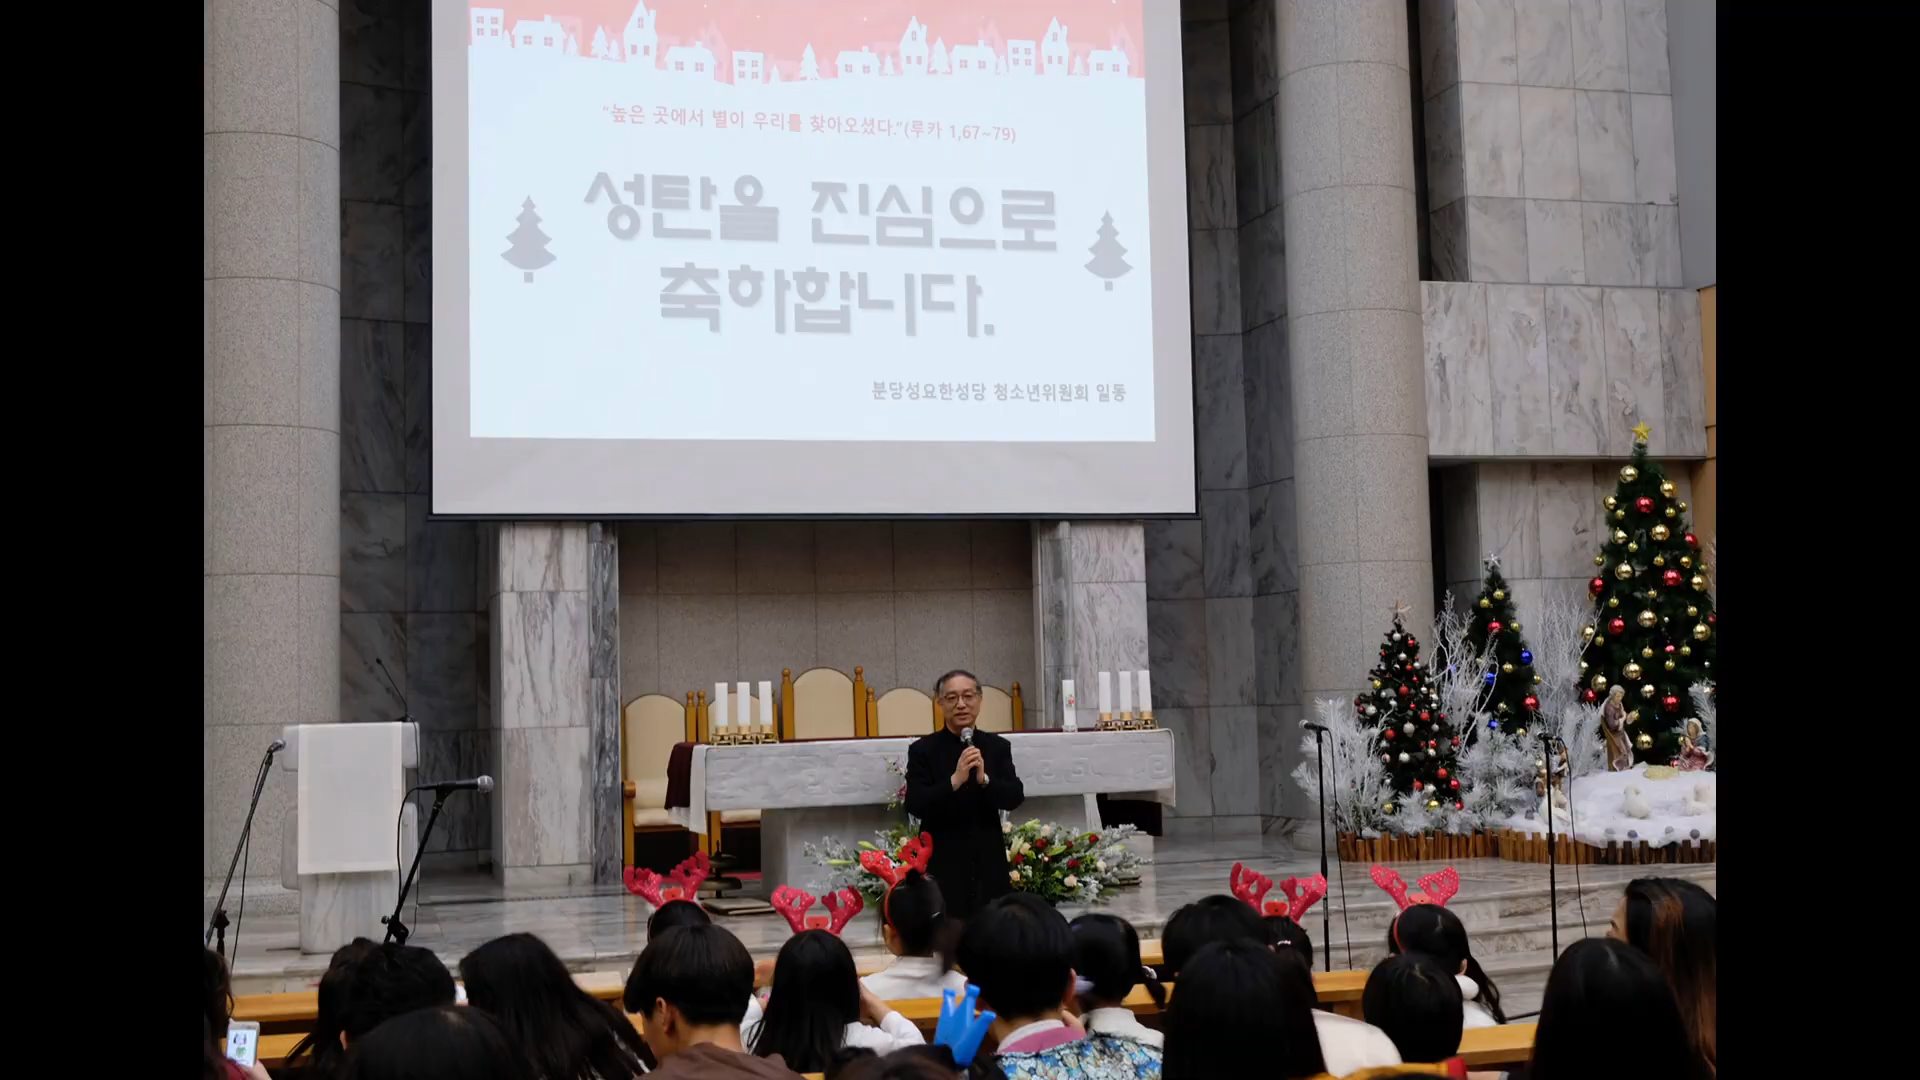 "높은 곳에서 별이 우리를 찾아오셨다."(루카 1,67~79)
성탄을 진심으로
축하합니다.
분당성요한성당 청소년위원회 일동